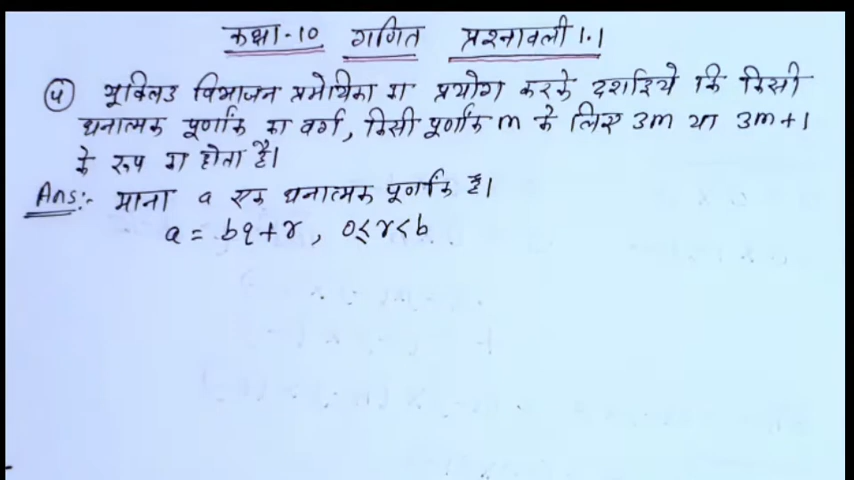 कक्षा-10 गणित प्रश्नावली 1.1
(4) यूक्लिड विभाजन प्रमेयिका का प्रयोग करके दर्शाइये कि किसी
धनात्मक पूर्णांक का वर्ग, किसी पूर्णांक m के लिए 3m या 3m+1
के रूप का होता है।
Ans:- माना a एक धनात्मक पूर्णांक है।
a = bq+r, 0≤r<b